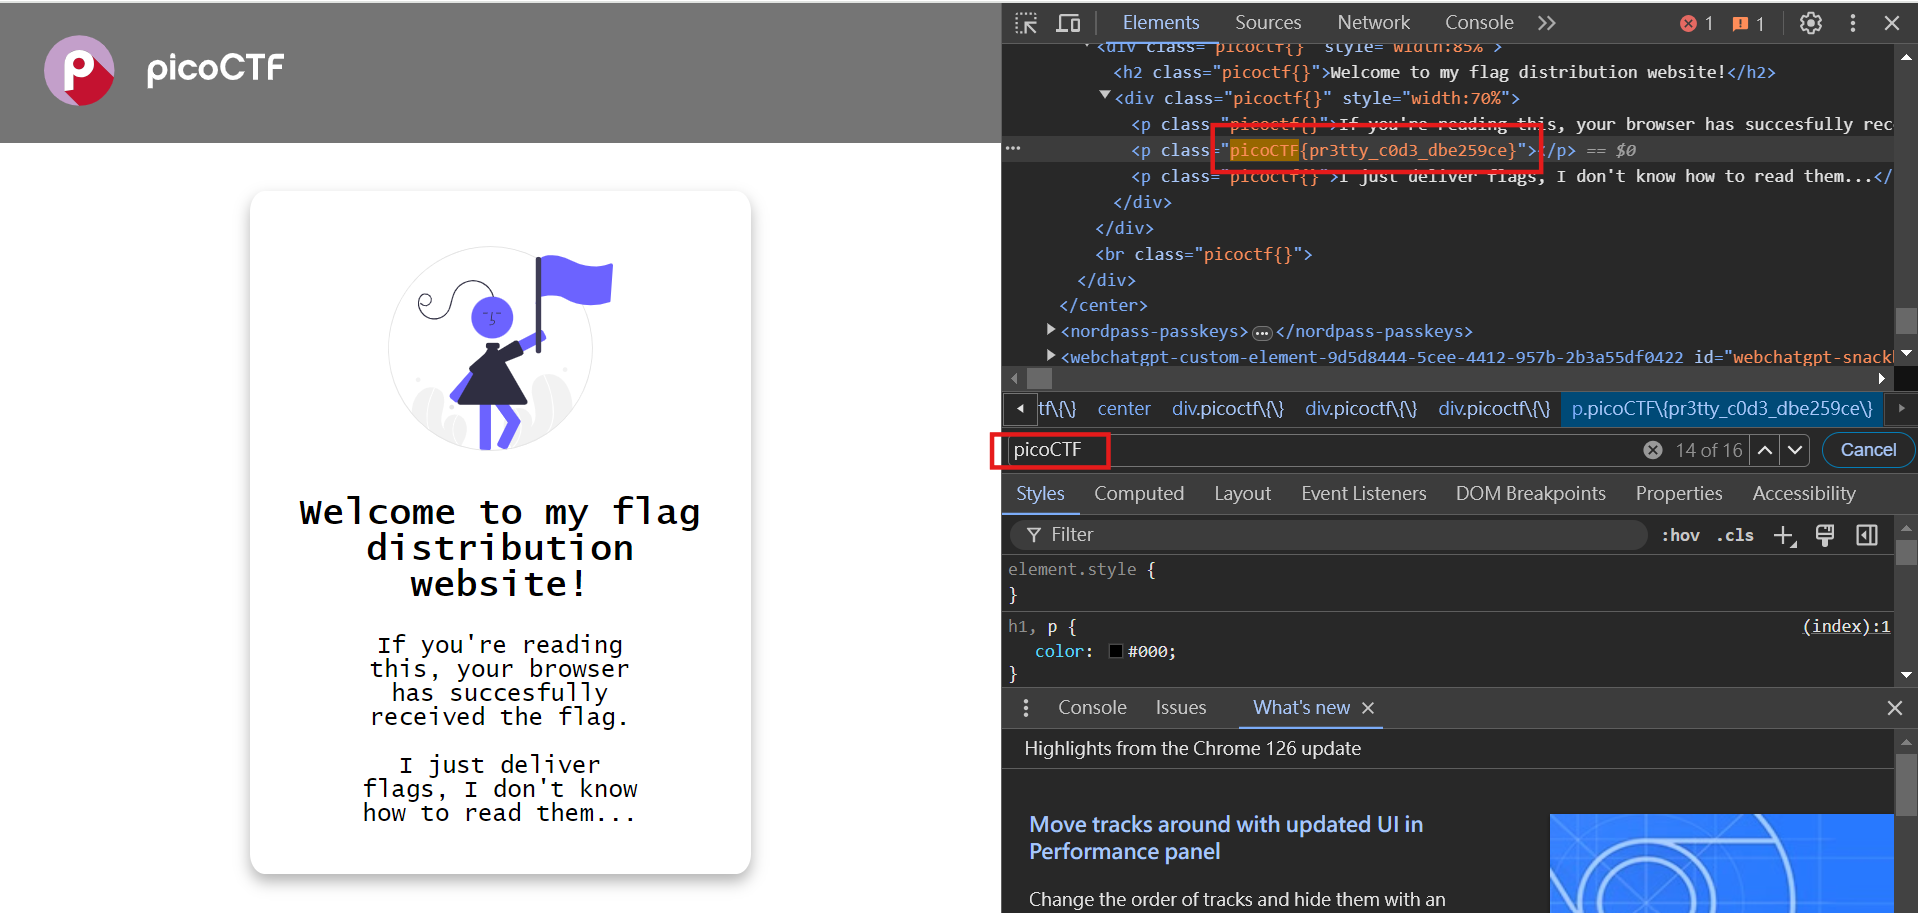 picoCTF
Welcome to my flag
distribution
website!
If you're reading
this, your browser
has succesfully
received the flag.
I just deliver
flags, I don't know
how to read them...
Elements Sources Network Console 1 1
<div class="picoctf{}" style="width:85%">
<h2 class="picoctf{}">Welcome to my flag distribution website!</h2>
<div class="picoctf{}" style="width:70%">
<p class="picoctf{}">If you're reading this, your browser has succesfully rec
<p class="picoCTF{pr3tty_c0d3_dbe259ce}"></p> == $0
<p class="picoctf{}">I just deliver flags, I don't know how to read them...</
</div>
</div>
<br class="picoctf{}">
</div>
</center>
<nordpass-passkeys>…</nordpass-passkeys>
<webchatgpt-custom-element-9d5d8444-5cee-4412-957b-2b3a55df0422 id="webchatgpt-snackl
tf\{\} center div.picoctf\{\} div.picoctf\{\} div.picoctf\{\} p.picoCTF\{pr3tty_c0d3_dbe259ce\}
picoCTF 14 of 16 Cancel
Styles Computed Layout Event Listeners DOM Breakpoints Properties Accessibility
Filter :hov .cls
element.style {
}
h1, p { (index):1
color: #000;
}
Console Issues What's new
Highlights from the Chrome 126 update
Move tracks around with updated UI in
Performance panel
Change the order of tracks and hide them with an